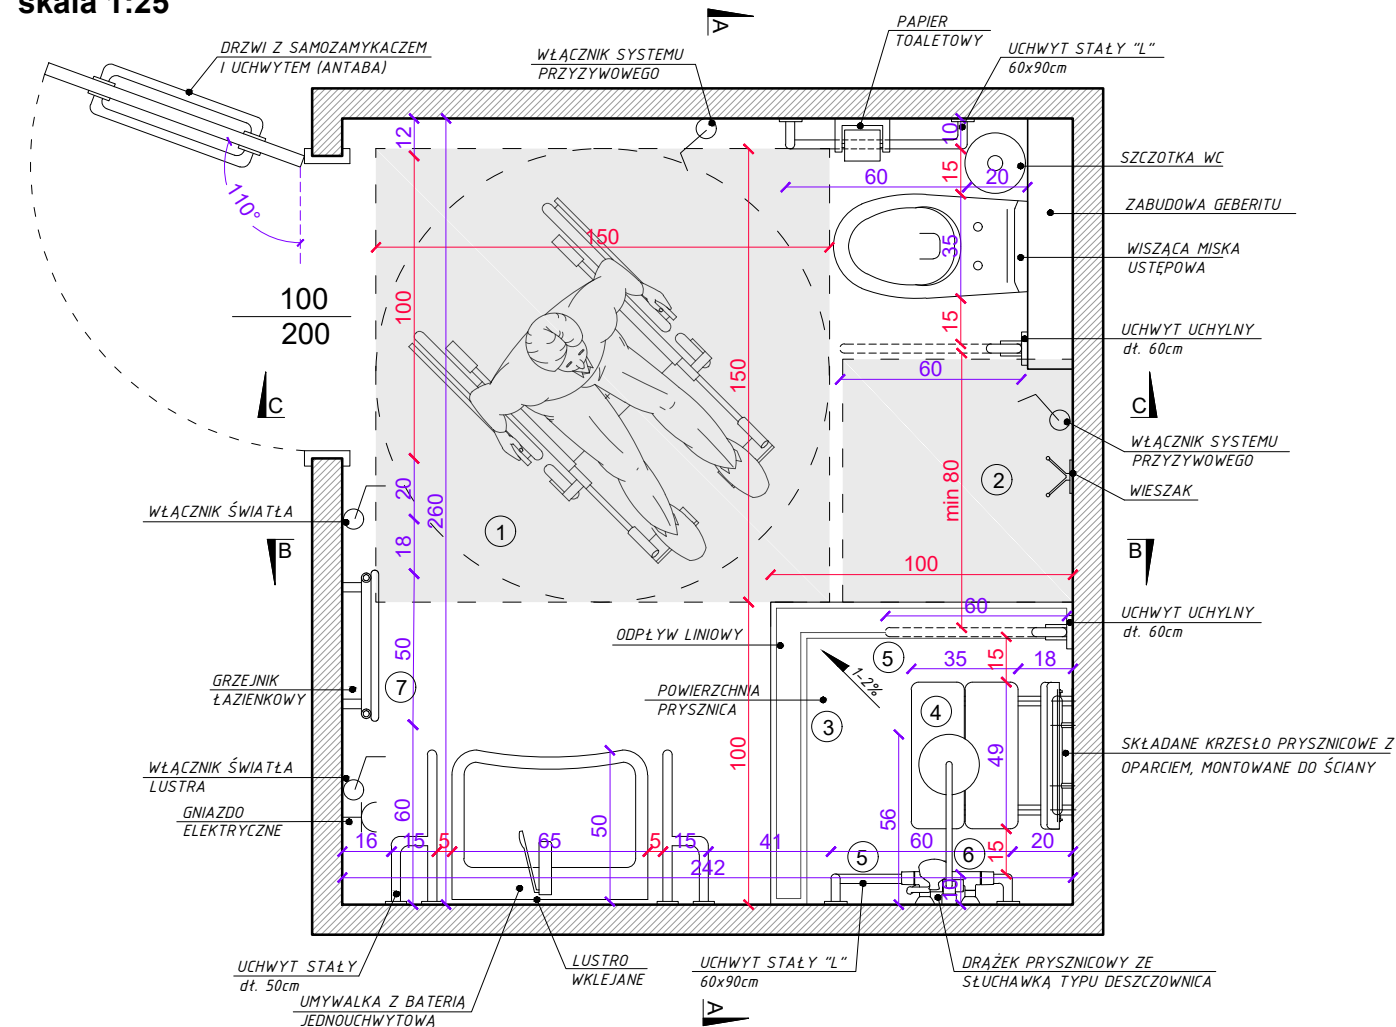 skala 1:25
A
DRZWI Z SAMOZAMYKACZEM
I UCHWYTEM (ANTABA)
WŁĄCZNIK SYSTEMU
PRZYZYWOWEGO
PAPIER
TOALETOWY
UCHWYT STAŁY "L"
60x90cm
12
10
15
60
20
110°
SZCZOTKA WC
ZABUDOWA GEBERITU
WISZĄCA MISKA
USTĘPOWA
150
35
100
100
200
15
150
UCHWYT UCHYLNY
dł. 60cm
60
C
C
WŁĄCZNIK SYSTEMU
PRZYZYWOWEGO
WIESZAK
2
min 80
20
260
WŁĄCZNIK ŚWIATŁA
1
18
B
B
100
60
UCHWYT UCHYLNY
dł. 60cm
ODPŁYW LINIOWY
50
5
15
35
18
1-2%
GRZEJNIK
ŁAZIENKOWY
7
POWIERZCHNIA
PRYSZNICA
3
4
49
SKŁADANE KRZESŁO PRYSZNICOWE Z
OPARCIEM, MONTOWANE DO ŚCIANY
100
WŁĄCZNIK ŚWIATŁA
LUSTRA
GNIAZDO
ELEKTRYCZNE
60
50
56
16
15
5
65
5
15
41
60
20
242
5
6
15
10
UCHWYT STAŁY
dł. 50cm
UMYWALKA Z BATERIĄ
JEDNOUCHWYTOWĄ
LUSTRO
WKLEJANE
UCHWYT STAŁY "L"
60x90cm
DRĄŻEK PRYSZNICOWY ZE
SŁUCHAWKĄ TYPU DESZCZOWNICA
A